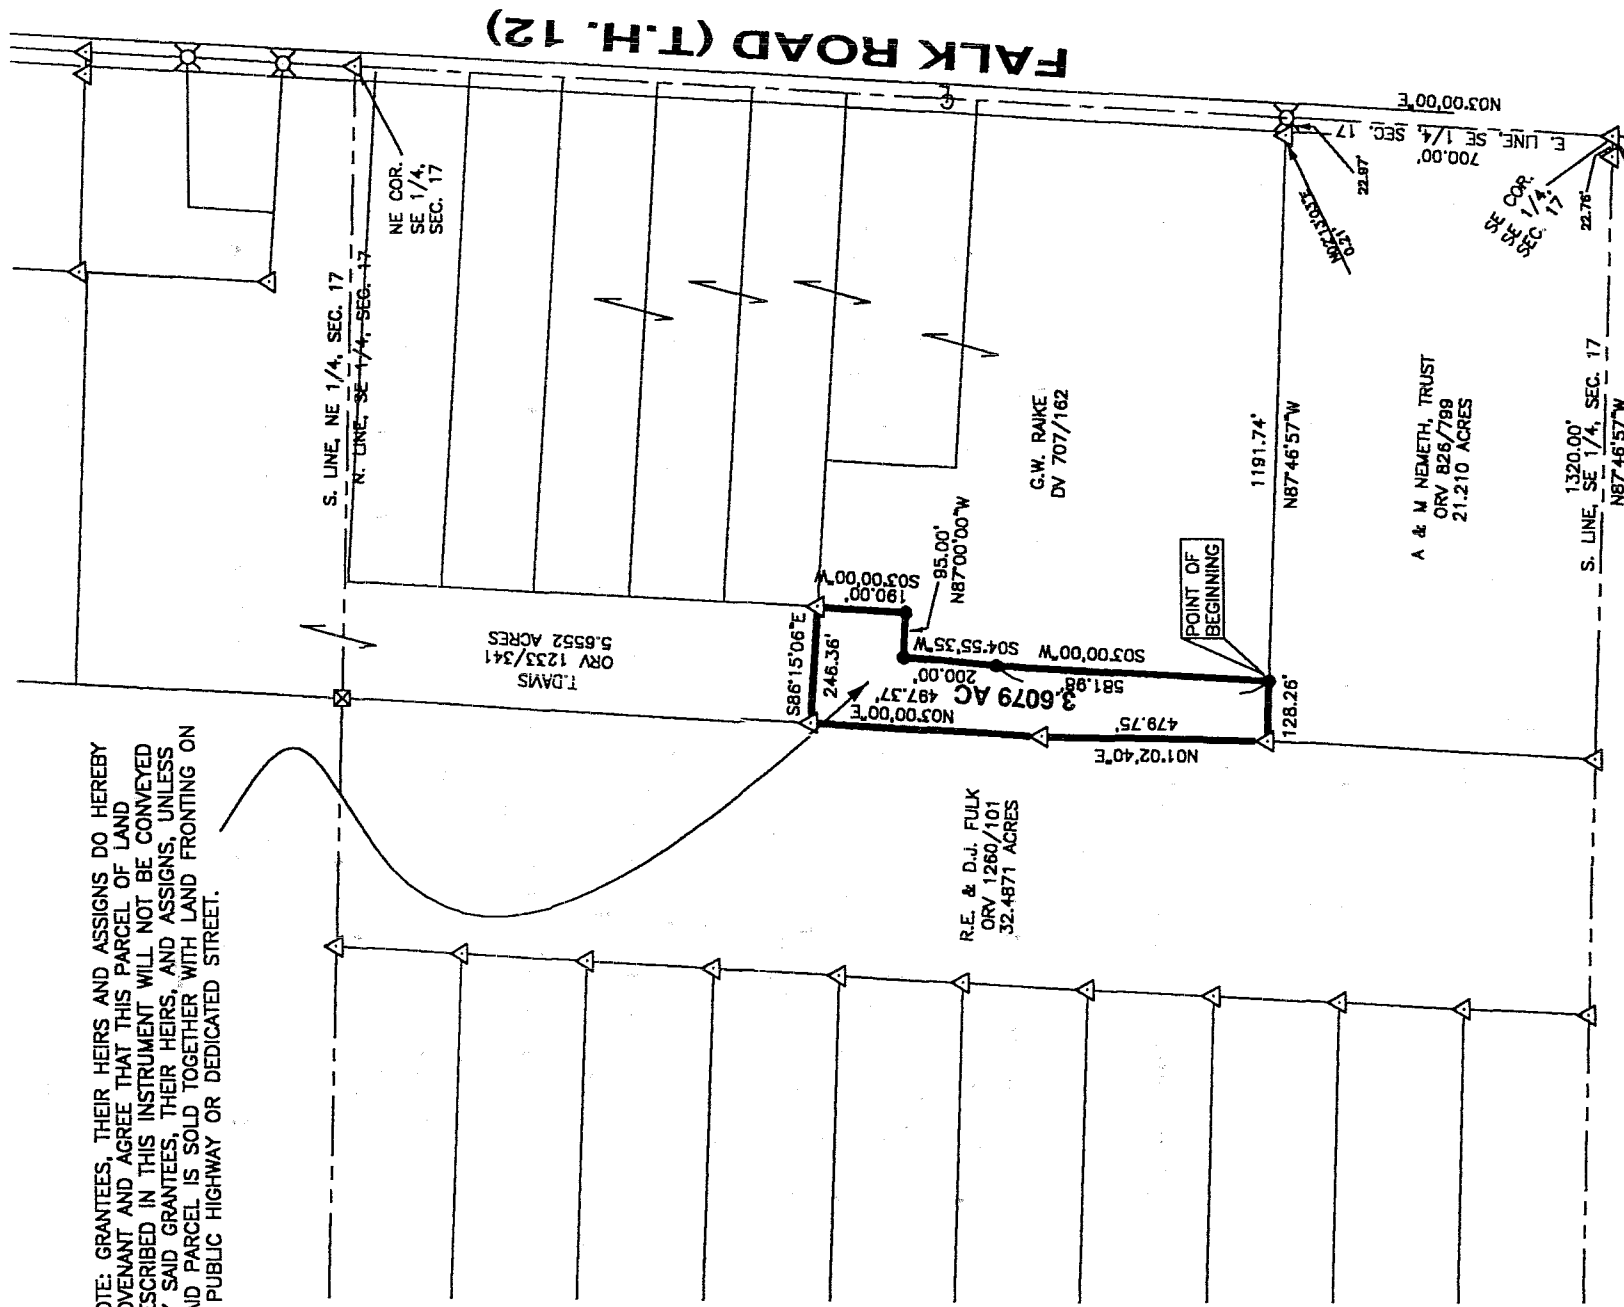 FALK ROAD (T.H. 12)
N03°00'00"E
E. LINE, SE 1/4, SEC. 17
700.00'
22.97'
N02°13'03"E
0.21'
SE COR.
SE 1/4,
SEC. 17
22.76'
NE COR.
SE 1/4,
SEC. 17
S. LINE, NE 1/4, SEC. 17
N. LINE, SE 1/4, SEC. 17
G.W. RAIKE
DV 707/162
1191.74'
N87°46'57"W
A & M NEMETH, TRUST
ORV 826/799
21.210 ACRES
1320.00'
S. LINE, SE 1/4, SEC. 17
N87°46'57"W
T.DAVIS
ORV 1233/341
5.6552 ACRES
S86°15'06"E
246.36'
S03°00'00"W
190.00'
95.00'
N87°00'00"W
S04°55'35"W
200.00'
S03°00'00"W
581.98'
POINT OF
BEGINNING
128.26'
3.6079 AC
497.37'
N03°00'00"E
479.75'
N01°02'40"E
R.E. & D.J. FULK
ORV 1260/101
32.4871 ACRES
OTE: GRANTEES, THEIR HEIRS AND ASSIGNS DO HEREBY
OVENANT AND AGREE THAT THIS PARCEL OF LAND
ESCRIBED IN THIS INSTRUMENT WILL NOT BE CONVEYED
Y SAID GRANTEES, THEIR HEIRS, AND ASSIGNS, UNLESS
ND PARCEL IS SOLD TOGETHER WITH LAND FRONTING ON
PUBLIC HIGHWAY OR DEDICATED STREET.